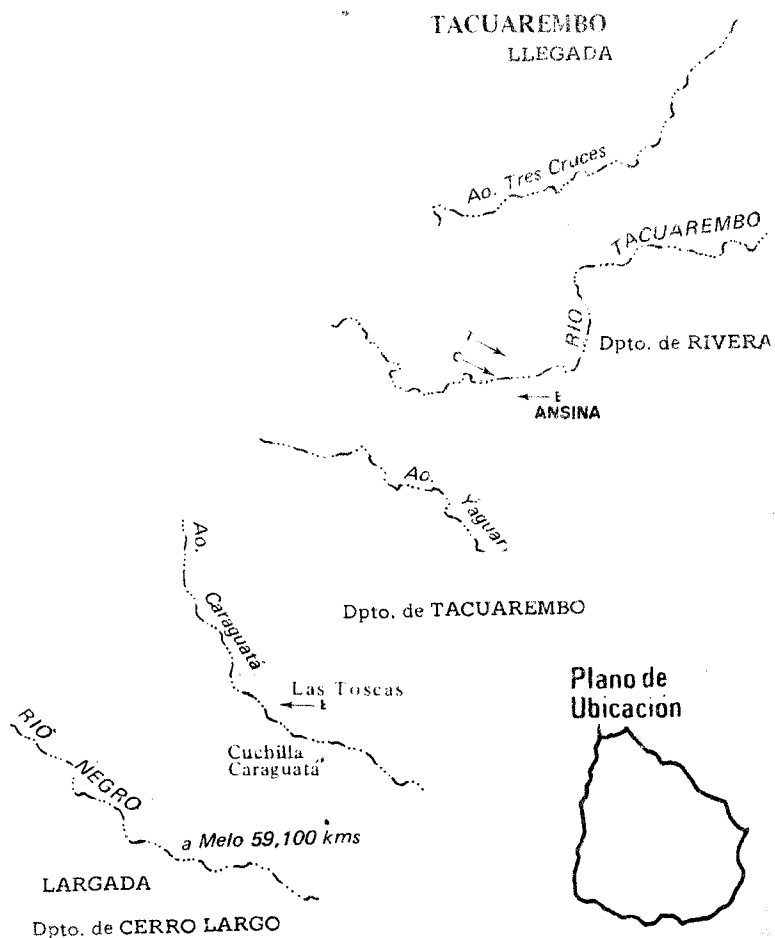 TACUAREMBO
LLEGADA
Ao. Tres Cruces
RIO TACUAREMBO
Dpto. de RIVERA
T
C
E
ANSINA
Ao. Yaguar
Ao. Caraguatá
Dpto. de TACUAREMBO
Las Toscas
E
Cuchilla
Caraguatá
Plano de
Ubicación
RIO NEGRO
a Melo 59,100 kms
LARGADA
Dpto. de CERRO LARGO